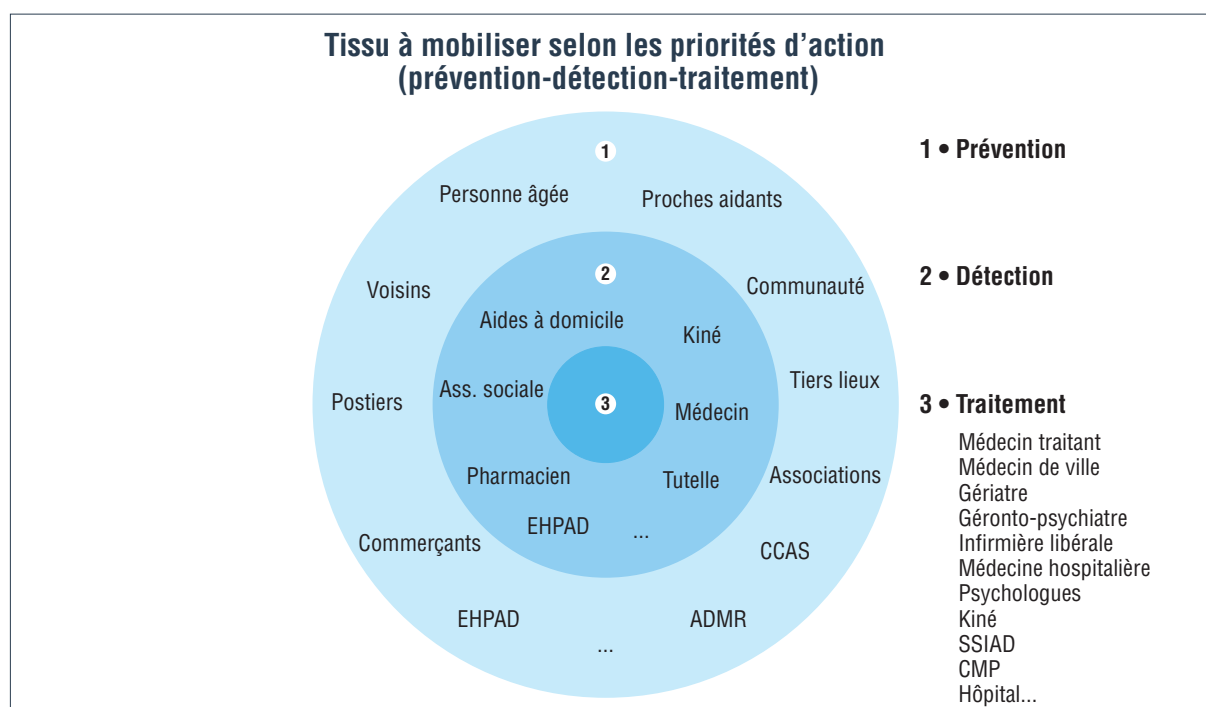 Tissu à mobiliser selon les priorités d'action
(prévention-détection-traitement)
1
Personne âgée
Proches aidants
Voisins
Communauté
Postiers
Tiers lieux
Associations
Commerçants
CCAS
EHPAD
ADMR
...
2
Aides à domicile
Kiné
Ass. sociale
Médecin
Pharmacien
Tutelle
EHPAD
...
3
1 • Prévention
2 • Détection
3 • Traitement
Médecin traitant
Médecin de ville
Gériatre
Géronto-psychiatre
Infirmière libérale
Médecine hospitalière
Psychologues
Kiné
SSIAD
CMP
Hôpital...